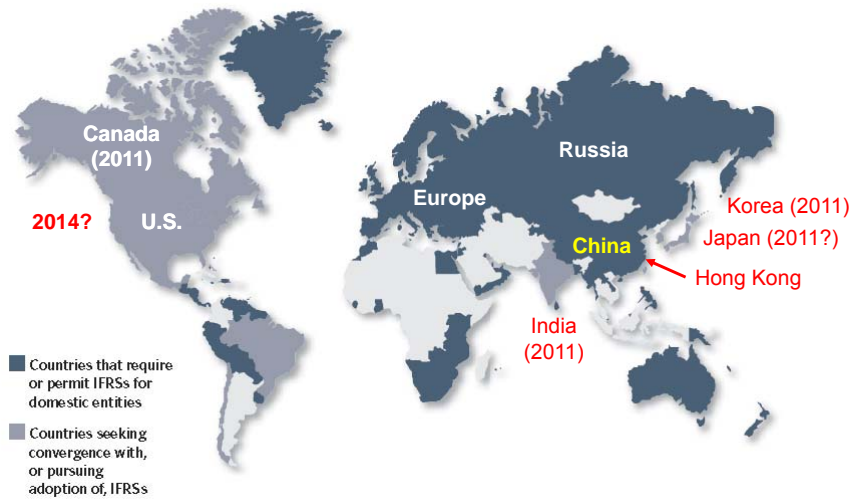 Canada
(2011)
Russia
Europe
Korea (2011)
2014?
U.S.
China
Japan (2011?)
Hong Kong
India
(2011)
Countries that require
or permit IFRSs for
domestic entities
Countries seeking
convergence with,
or pursuing
adoption of, IFRSs